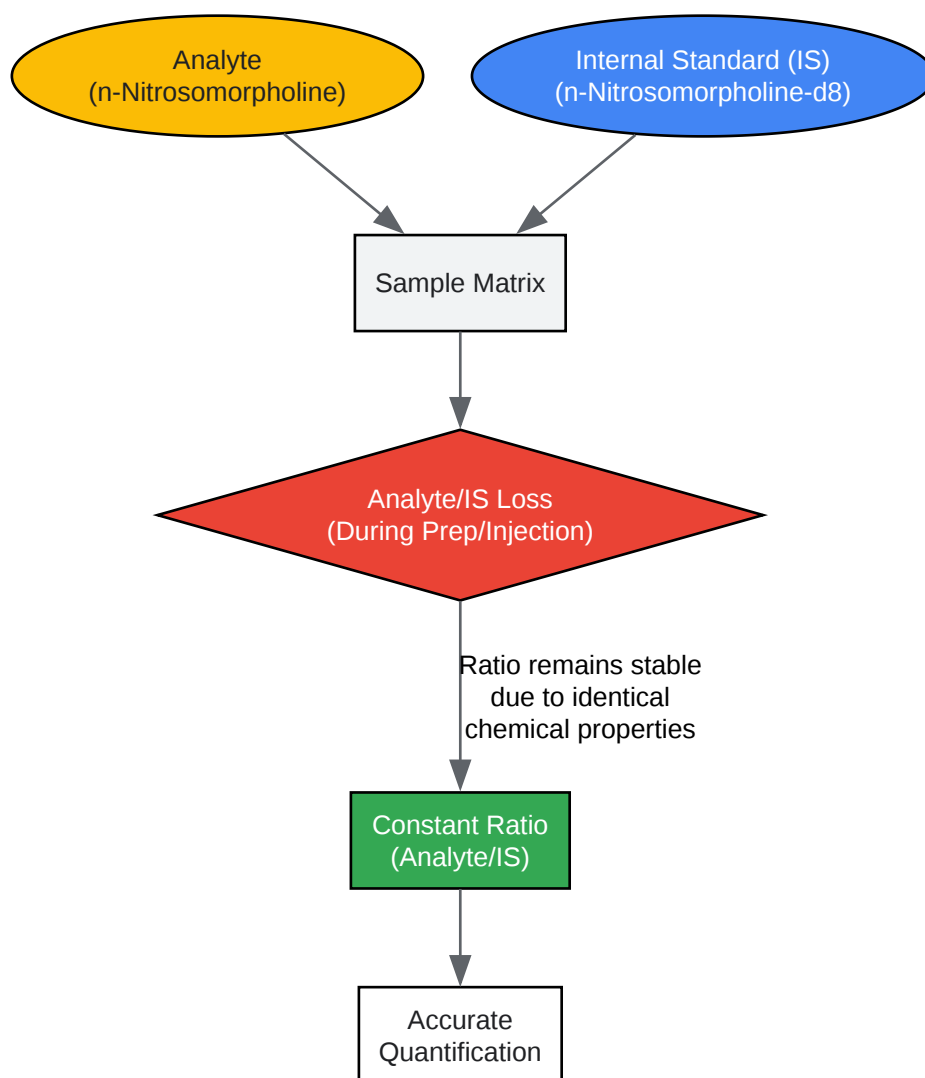 Analyte
(n-Nitrosomorpholine)
Internal Standard (IS)
(n-Nitrosomorpholine-d8)
Sample Matrix
Analyte/IS Loss
(During Prep/Injection)
Ratio remains stable
due to identical
chemical properties
Constant Ratio
(Analyte/IS)
Accurate
Quantification